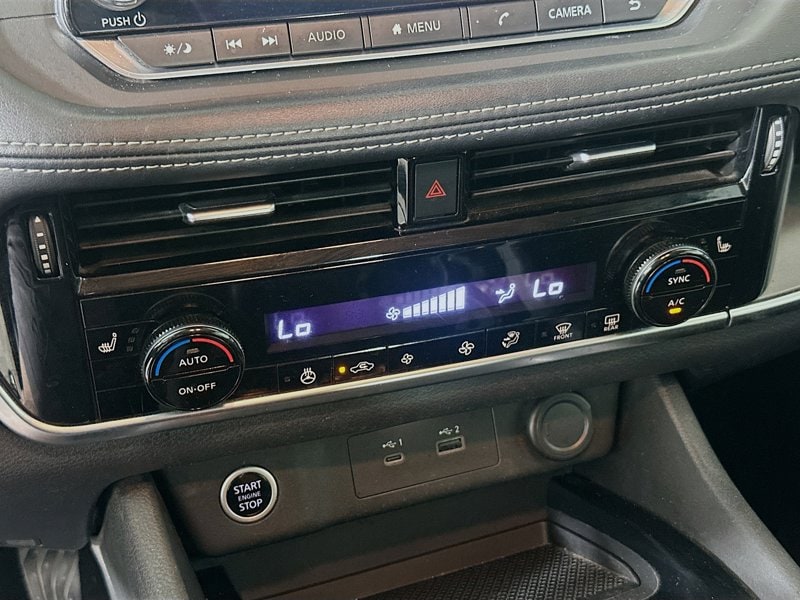 PUSH
AUDIO
MENU
CAMERA
Lo
Lo
AUTO
ON•OFF
SYNC
A/C
FRONT
REAR
1
2
START
ENGINE
STOP